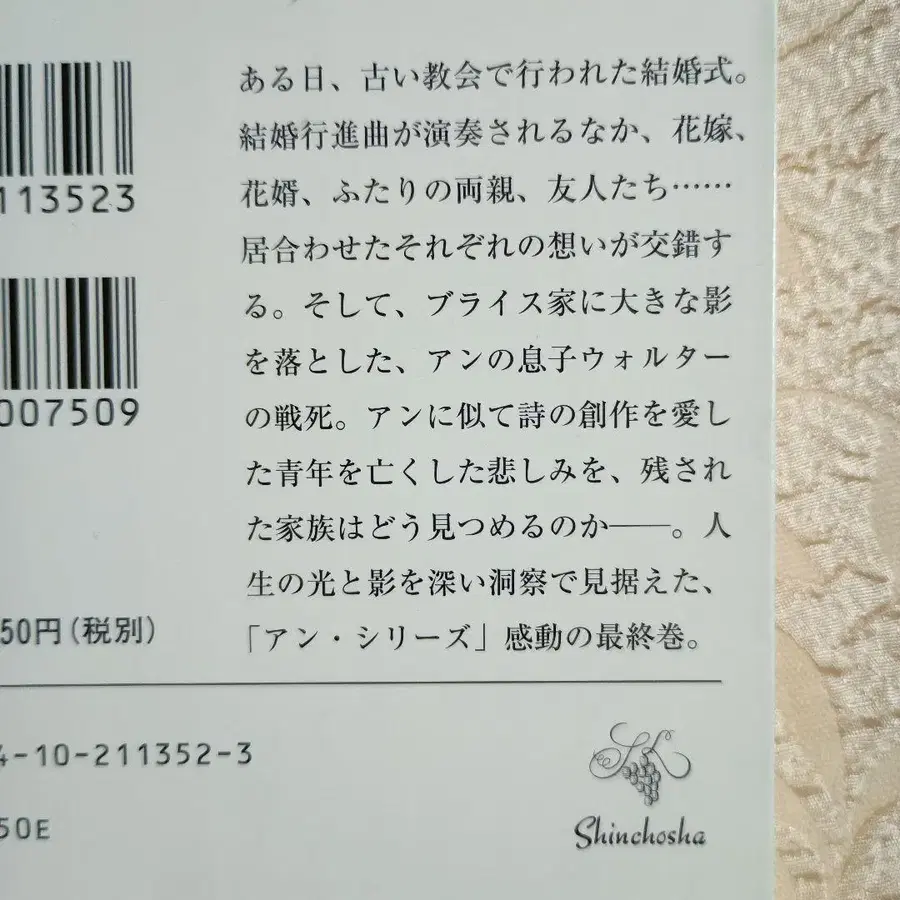 ある日、古い教会で行われた結婚式。
結婚行進曲が演奏されるなか、花嫁、
花婿、ふたりの両親、友人たち……
居合わせたそれぞれの想いが交錯す
る。そして、ブライス家に大きな影
を落とした、アンの息子ウォルター
の戦死。アンに似て詩の創作を愛し
た青年を亡くした悲しみを、残され
た家族はどう見つめるのか――。人
生の光と影を深い洞察で見据えた、
「アン・シリーズ」感動の最終巻。
113523
007509
50円(税別)
4-10-211352-3
50E
SK
Shinchosha